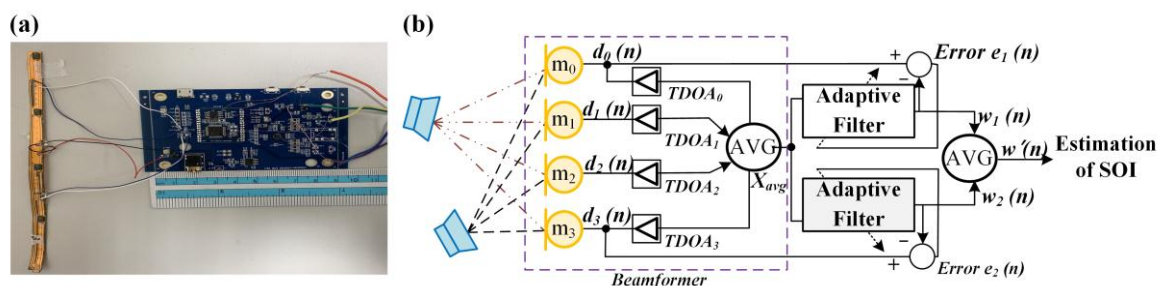 (a)
(b)
d₀ (n)
m₀
TDOA₀
d₁ (n)
m₁
TDOA₁
d₂ (n)
m₂
TDOA₂
d₃ (n)
m₃
TDOA₃
AVG
X_avg
Beamformer
+
−
Error e₁ (n)
Adaptive
Filter
w₁ (n)
AVG
w'(n)
Estimation
of SOI
Adaptive
Filter
w₂ (n)
−
+
Error e₂ (n)